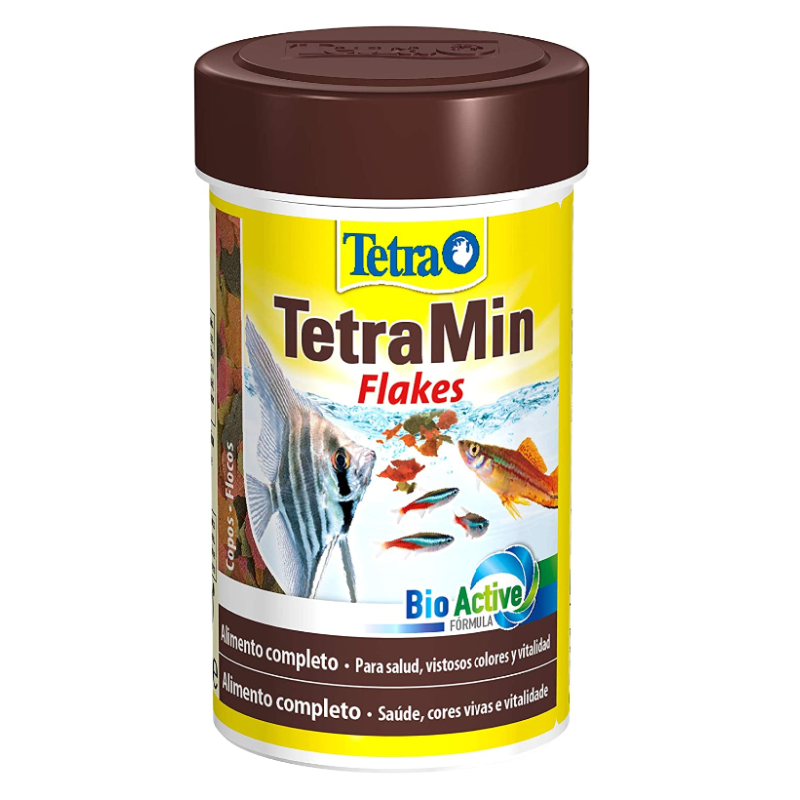 Tetra
TetraMin
Flakes
Copos - Flocos
Bio Active
FÓRMULA
Alimento completo • Para salud, vistosos colores y vitalidad
Alimento completo • Saúde, cores vivas e vitalidade